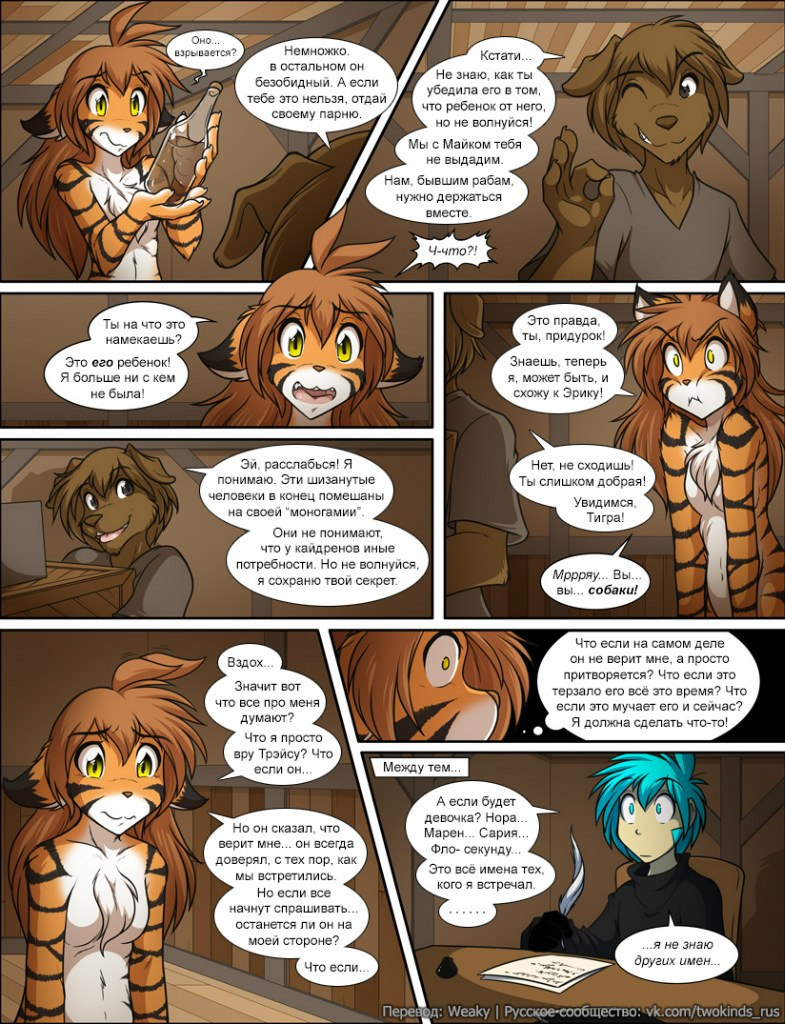 Оно...
взрывается?
Немножко.
в остальном он
безобидный. А если
тебе это нельзя, отдай
своему парню.
Кстати...
Не знаю, как ты
убедила его в том,
что ребенок от него,
но не волнуйся!
Мы с Майком тебя
не выдадим.
Нам, бывшим рабам,
нужно держаться
вместе.
Ч-что?!
Ты на что это
намекаешь?
Это его ребенок!
Я больше ни с кем
не была!
Это правда,
ты, придурок!
Знаешь, теперь
я, может быть, и
схожу к Эрику!
Нет, не сходишь!
Ты слишком добрая!
Увидимся,
Тигра!
Мррряу... Вы...
вы... собаки!
Эй, расслабься! Я
понимаю. Эти шизанутые
человеки в конец помешаны
на своей “моногамии”.
Они не понимают,
что у кайдренов иные
потребности. Но не волнуйся,
я сохраню твой секрет.
Вздох...
Значит вот
что все про меня
думают?
Что я просто
вру Трэйсу? Что
если он...
Но он сказал, что
верит мне... он всегда
доверял, с тех пор, как
мы встретились.
Но если все
начнут спрашивать...
останется ли он на
моей стороне?
Что если...
Что если на самом деле
он не верит мне, а просто
притворяется? Что если это
терзало его всё это время? Что
если это мучает его и сейчас?
Я должна сделать что-то!
Между тем...
А если будет
девочка? Нора...
Марен... Сария...
Фло- секунду...
Это всё имена тех,
кого я встречал.
. . . . . .
...я не знаю
других имен...
Перевод: Weaky | Русское сообщество: vk.com/twokinds_rus